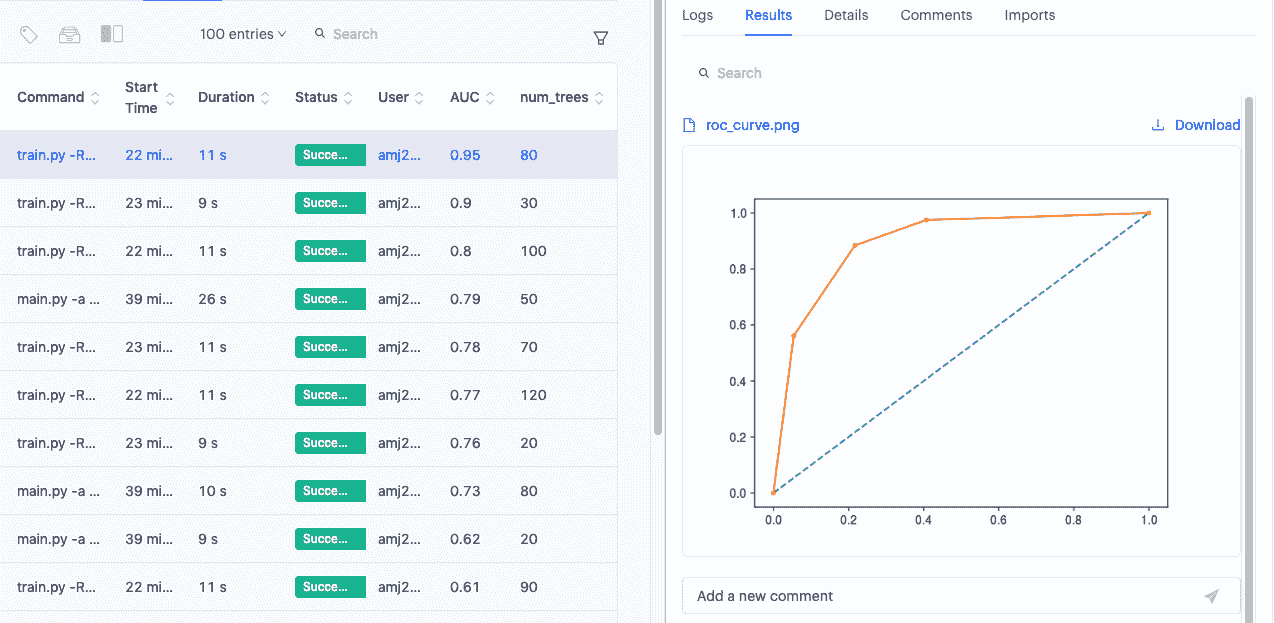 100 entries
Search
Command
Start Time
Duration
Status
User
AUC
num_trees
train.py -R... 22 mi... 11 s Succe... amj2... 0.95 80
train.py -R... 23 mi... 9 s Succe... amj2... 0.9 30
train.py -R... 22 mi... 11 s Succe... amj2... 0.8 100
main.py -a ... 39 mi... 26 s Succe... amj2... 0.79 50
train.py -R... 23 mi... 11 s Succe... amj2... 0.78 70
train.py -R... 22 mi... 11 s Succe... amj2... 0.77 120
train.py -R... 23 mi... 9 s Succe... amj2... 0.76 20
main.py -a ... 39 mi... 10 s Succe... amj2... 0.73 80
main.py -a ... 39 mi... 9 s Succe... amj2... 0.62 20
train.py -R... 22 mi... 11 s Succe... amj2... 0.61 90
Logs Results Details Comments Imports
Search
roc_curve.png Download
1.0
0.8
0.6
0.4
0.2
0.0
0.0 0.2 0.4 0.6 0.8 1.0
Add a new comment